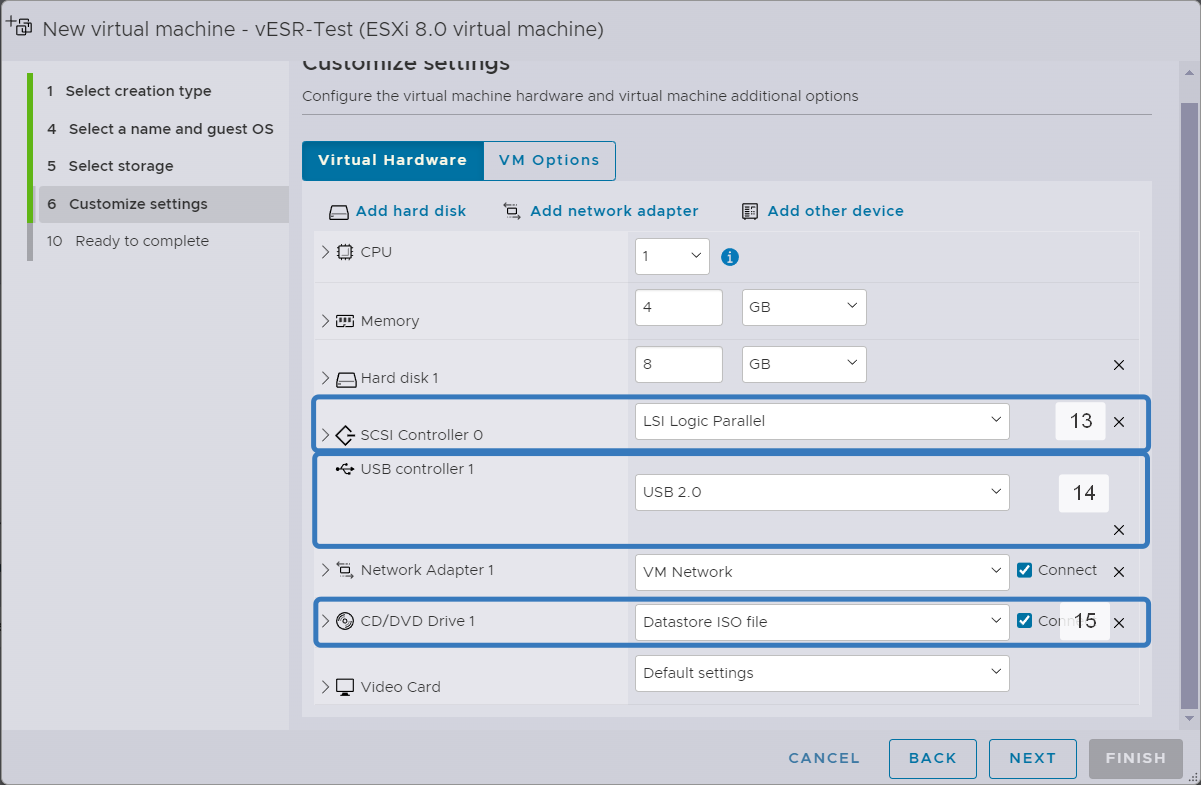 New virtual machine - vESR-Test (ESXi 8.0 virtual machine)
1 Select creation type
4 Select a name and guest OS
5 Select storage
6 Customize settings
10 Ready to complete
Customize settings
Configure the virtual machine hardware and virtual machine additional options
Virtual Hardware VM Options
Add hard disk Add network adapter Add other device
CPU 1
Memory 4 GB
Hard disk 1 8 GB
SCSI Controller 0 LSI Logic Parallel 13
USB controller 1
USB 2.0 14
Network Adapter 1 VM Network Connect
CD/DVD Drive 1 Datastore ISO file 15
Video Card Default settings
CANCEL BACK NEXT FINISH